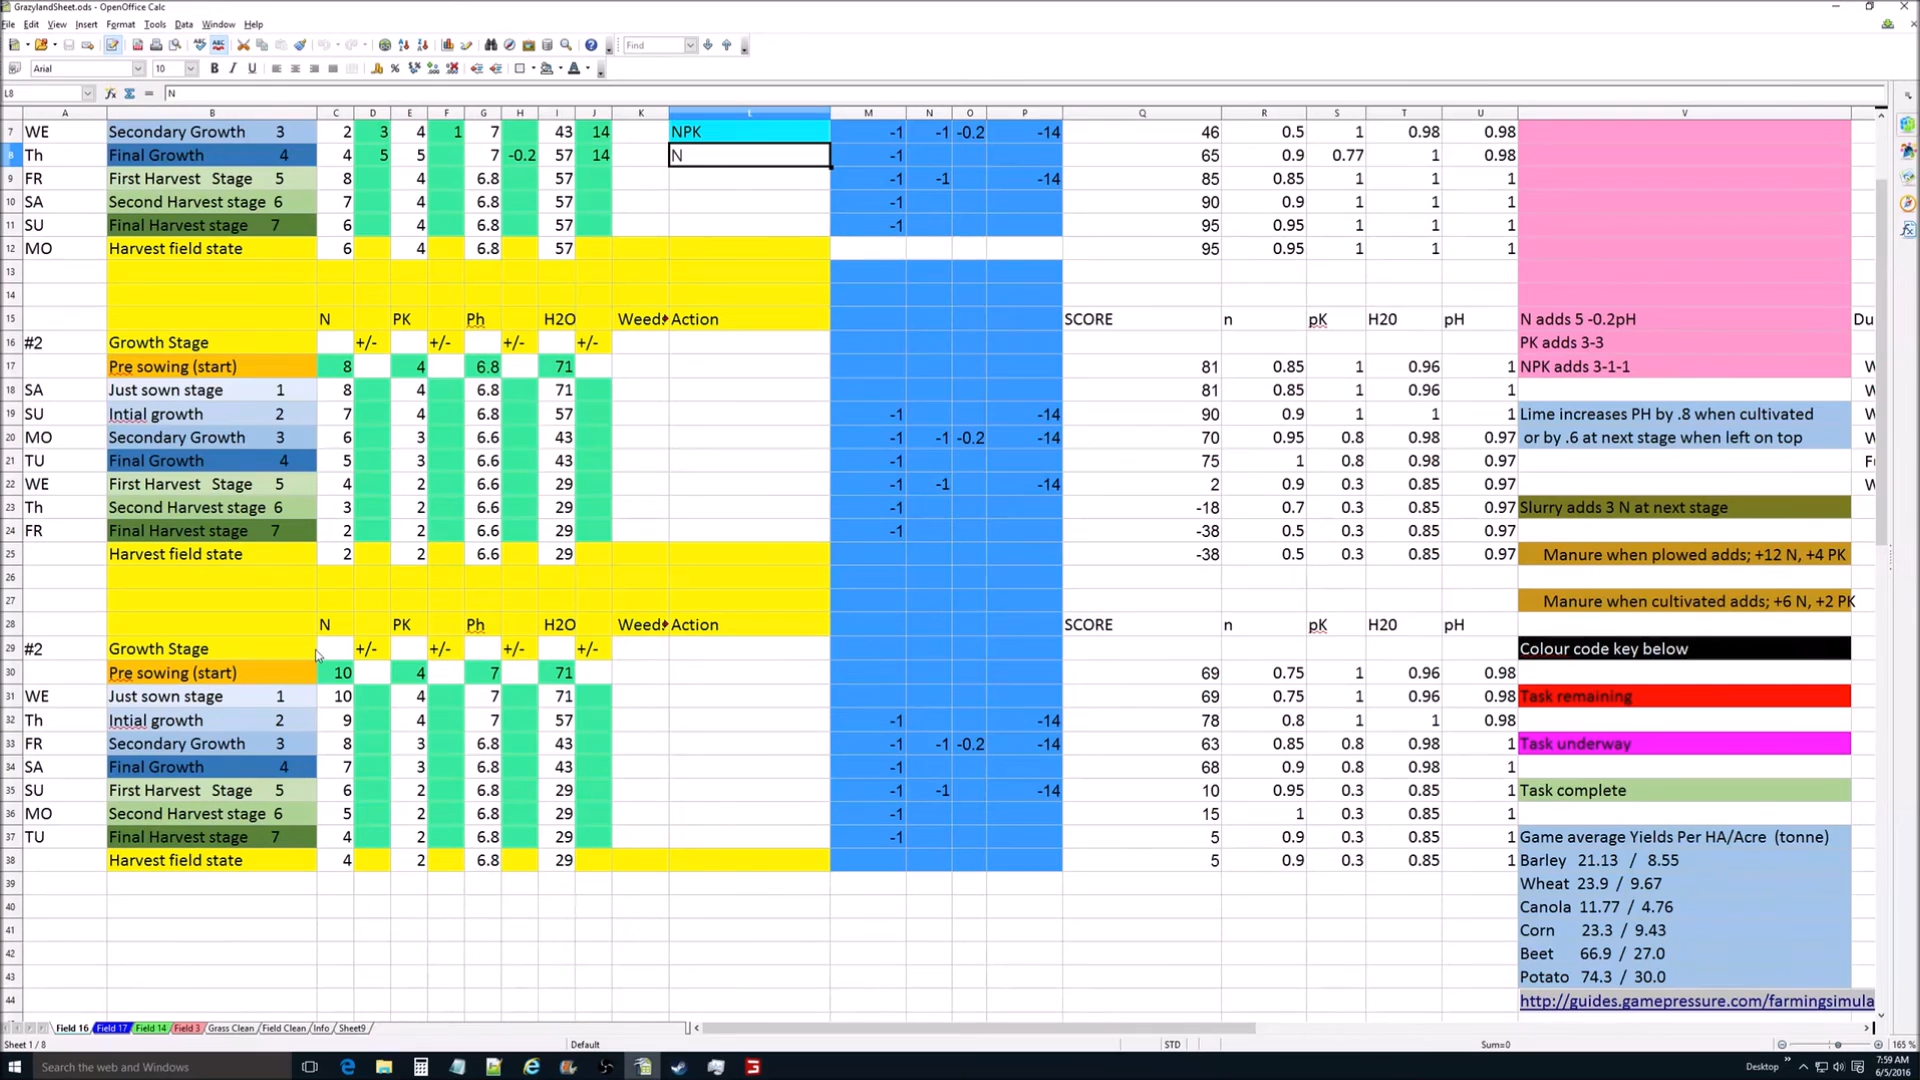 GrazylandSheet.ods - OpenOffice Calc
File Edit View Insert Format Tools Data Window Help
Find
Arial 10
L8 N
A B C D E F G H I J K L M N O P Q R S T U V
7 WE Secondary Growth 3 2 3 4 1 7 43 14 NPK -1 -1 -0.2 -14 46 0.5 1 0.98 0.98
8 Th Final Growth 4 4 5 5 7 -0.2 57 14 N -1 65 0.9 0.77 1 0.98
9 FR First Harvest Stage 5 8 4 6.8 57 -1 -1 -14 85 0.85 1 1 1
10 SA Second Harvest stage 6 7 4 6.8 57 -1 90 0.9 1 1 1
11 SU Final Harvest stage 7 6 4 6.8 57 -1 95 0.95 1 1 1
12 MO Harvest field state 6 4 6.8 57 95 0.95 1 1 1
13
14
15 N PK Ph H2O Weed Action SCORE n pK H20 pH N adds 5 -0.2pH Du
16 #2 Growth Stage +/- +/- +/- +/- PK adds 3-3
17 Pre sowing (start) 8 4 6.8 71 81 0.85 1 0.96 1 NPK adds 3-1-1 W
18 SA Just sown stage 1 8 4 6.8 71 81 0.85 1 0.96 1 W
19 SU Intial growth 2 7 4 6.8 57 -1 -14 90 0.9 1 1 1 Lime increases PH by .8 when cultivated W
20 MO Secondary Growth 3 6 3 6.6 43 -1 -1 -0.2 -14 70 0.95 0.8 0.98 0.97 or by .6 at next stage when left on top W
21 TU Final Growth 4 5 3 6.6 43 -1 75 1 0.8 0.98 0.97
22 WE First Harvest Stage 5 4 2 6.6 29 -1 -1 -14 2 0.9 0.3 0.85 0.97 W
23 Th Second Harvest stage 6 3 2 6.6 29 -1 -18 0.7 0.3 0.85 0.97 Slurry adds 3 N at next stage
24 FR Final Harvest stage 7 2 2 6.6 29 -1 -38 0.5 0.3 0.85 0.97
25 Harvest field state 2 2 6.6 29 -38 0.5 0.3 0.85 0.97 Manure when plowed adds; +12 N, +4 PK
26
27 Manure when cultivated adds; +6 N, +2 PK
28 N PK Ph H2O Weed Action SCORE n pK H20 pH
29 #2 Growth Stage +/- +/- +/- +/- Colour code key below
30 Pre sowing (start) 10 4 7 71 69 0.75 1 0.96 0.98
31 WE Just sown stage 1 10 4 7 71 69 0.75 1 0.96 0.98 Task remaining
32 Th Intial growth 2 9 4 7 57 -1 -14 78 0.8 1 1 0.98
33 FR Secondary Growth 3 8 3 6.8 43 -1 -1 -0.2 -14 63 0.85 0.8 0.98 1 Task underway
34 SA Final Growth 4 7 3 6.8 43 -1 68 0.9 0.8 0.98 1
35 SU First Harvest Stage 5 6 2 6.8 29 -1 -1 -14 10 0.95 0.3 0.85 1 Task complete
36 MO Second Harvest stage 6 5 2 6.8 29 -1 15 1 0.3 0.85 1
37 TU Final Harvest stage 7 4 2 6.8 29 -1 5 0.9 0.3 0.85 1 Game average Yields Per HA/Acre (tonne)
38 Harvest field state 4 2 6.8 29 5 0.9 0.3 0.85 1 Barley 21.13 / 8.55
39 Wheat 23.9 / 9.67
40 Canola 11.77 / 4.76
41 Corn 23.3 / 9.43
42 Beet 66.9 / 27.0
43 Potato 74.3 / 30.0
44 http://guides.gamepressure.com/farmingsimula
Field 16 Field 17 Field 14 Field 3 Grass Clean Field Clean Info Sheet9
Sheet 1 / 8 Default STD Sum=0 165 %
Search the web and Windows Desktop 7:59 AM
6/5/2016